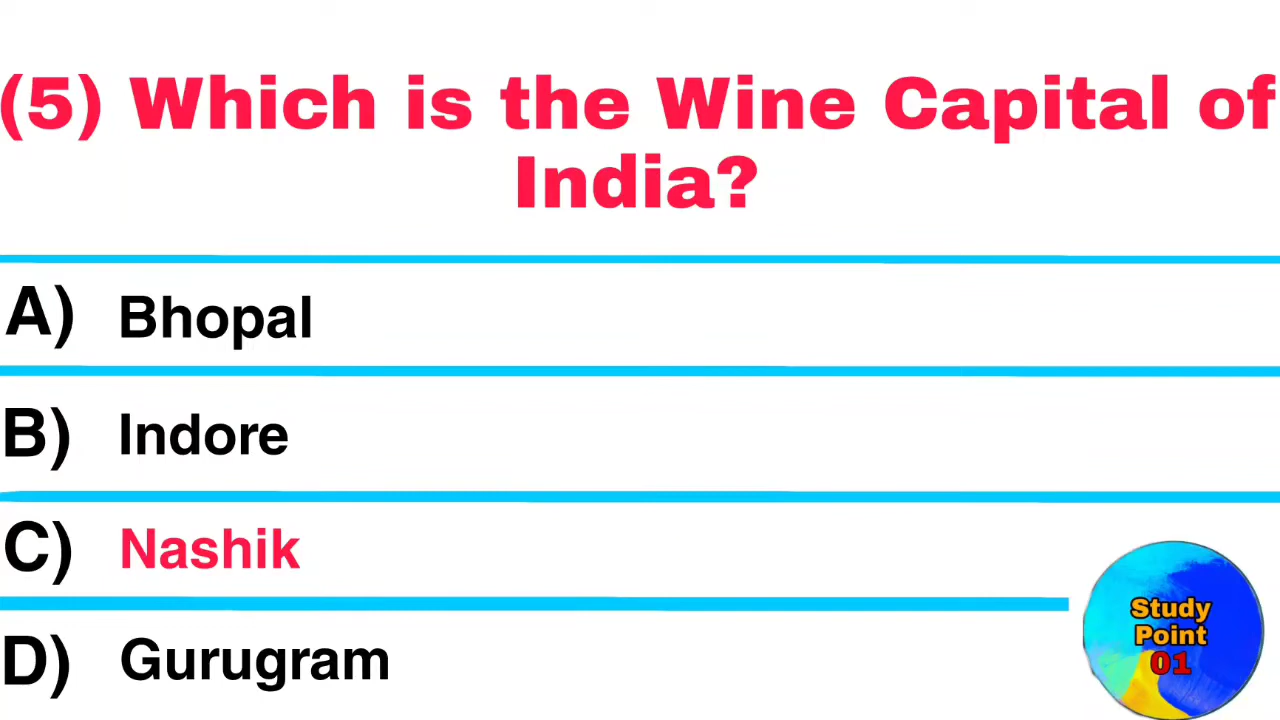 (5) Which is the Wine Capital of
India?
A) Bhopal
B) Indore
C) Nashik
D) Gurugram
Study
Point
01